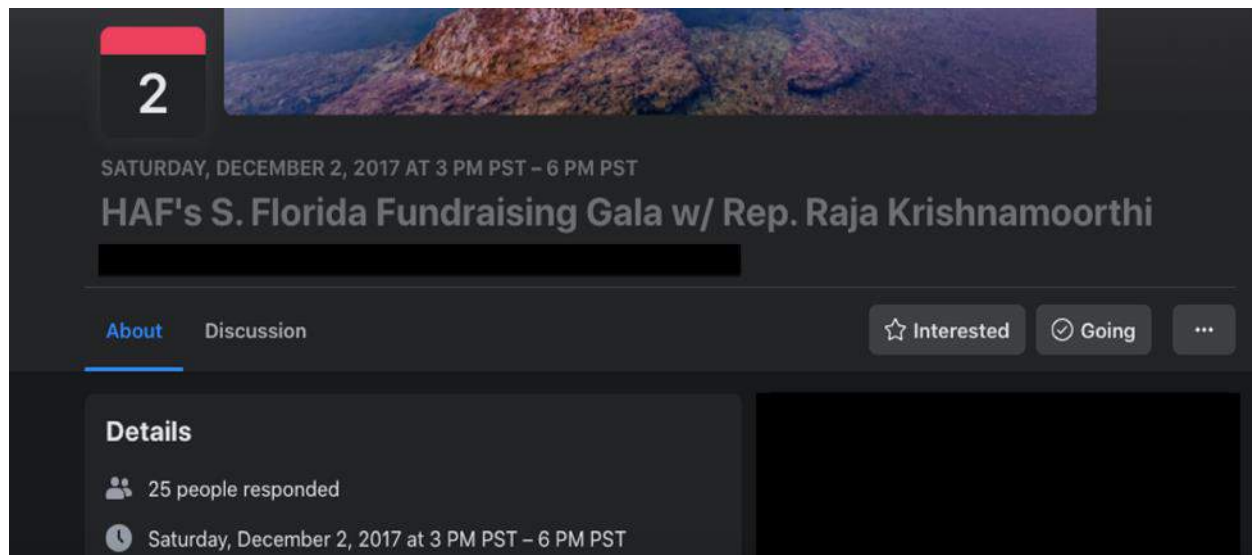 2
SATURDAY, DECEMBER 2, 2017 AT 3 PM PST – 6 PM PST
HAF's S. Florida Fundraising Gala w/ Rep. Raja Krishnamoorthi
About Discussion Interested Going ...
Details
25 people responded
Saturday, December 2, 2017 at 3 PM PST – 6 PM PST